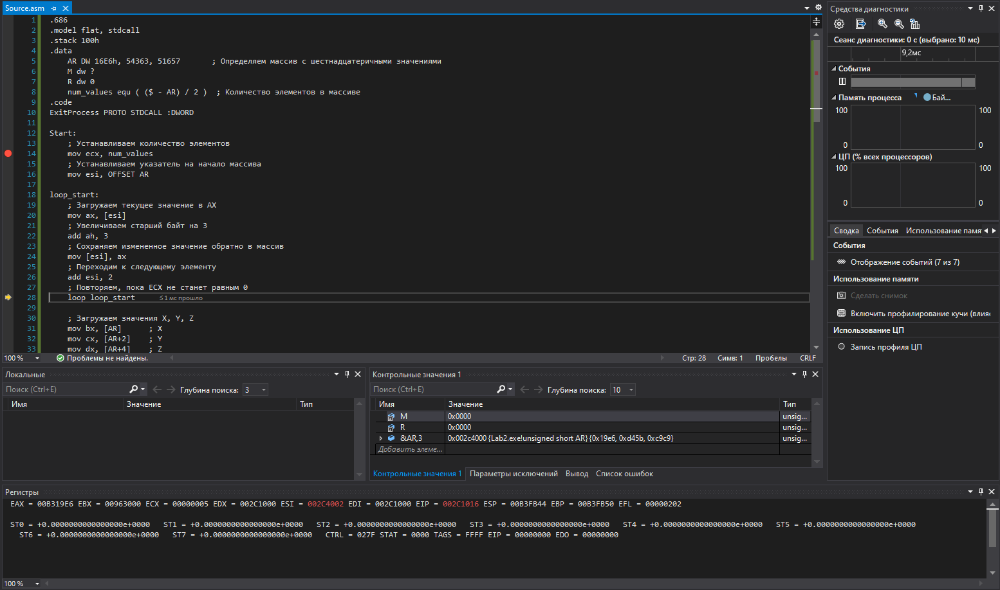 Source.asm
1 .686
2 .model flat, stdcall
3 .stack 100h
4 .data
5 AR DW 16E6h, 54363, 51657 ; Определяем массив с шестнадцатеричными значениями
6 M dw ?
7 R dw 0
8 num_values equ ( ($ - AR) / 2 ) ; Количество элементов в массиве
9 .code
10 ExitProcess PROTO STDCALL :DWORD
11
12 Start:
13 ; Устанавливаем количество элементов
14 mov ecx, num_values
15 ; Устанавливаем указатель на начало массива
16 mov esi, OFFSET AR
17
18 loop_start:
19 ; Загружаем текущее значение в AX
20 mov ax, [esi]
21 ; Увеличиваем старший байт на 3
22 add ah, 3
23 ; Сохраняем измененное значение обратно в массив
24 mov [esi], ax
25 ; Переходим к следующему элементу
26 add esi, 2
27 ; Повторяем, пока ECX не станет равным 0
28 loop loop_start ≤ 1 мс прошло
29
30 ; Загружаем значения X, Y, Z
31 mov bx, [AR] ; X
32 mov cx, [AR+2] ; Y
33 mov dx, [AR+4] ; Z
100 % Проблемы не найдены. Стр: 28 Симв: 1 Пробелы CRLF
Средства диагностики
Сеанс диагностики: 0 с (выбрано: 10 мс)
9,2мс
События
Память процесса Бай...
100 100
0 0
ЦП (% всех процессоров)
100 100
0 0
Сводка События Использование памя
События
Отображение событий (7 из 7)
Использование памяти
Сделать снимок
Включить профилирование кучи (влия
Использование ЦП
Запись профиля ЦП
Локальные
Поиск (Ctrl+E) Глубина поиска: 3
Имя Значение Тип
Контрольные значения 1
Поиск (Ctrl+E) Глубина поиска: 10
Имя Значение Тип
M 0x0000 unsig...
R 0x0000 unsig...
&AR,3 0x002c4000 {Lab2.exe!unsigned short AR} {0x19e6, 0xd45b, 0xc9c9} unsig...
Добавить элеме...
Контрольные значения 1 Параметры исключений Вывод Список ошибок
Регистры
EAX = 00B319E6 EBX = 00963000 ECX = 00000005 EDX = 002C1000 ESI = 002C4002 EDI = 002C1000 EIP = 002C1016 ESP = 00B3FB44 EBP = 00B3FB50 EFL = 00000202
ST0 = +0.0000000000000000e+0000 ST1 = +0.0000000000000000e+0000 ST2 = +0.0000000000000000e+0000 ST3 = +0.0000000000000000e+0000 ST4 = +0.0000000000000000e+0000 ST5 = +0.0000000000000000e+0000
ST6 = +0.0000000000000000e+0000 ST7 = +0.0000000000000000e+0000 CTRL = 027F STAT = 0000 TAGS = FFFF EIP = 00000000 EDO = 00000000
100 %